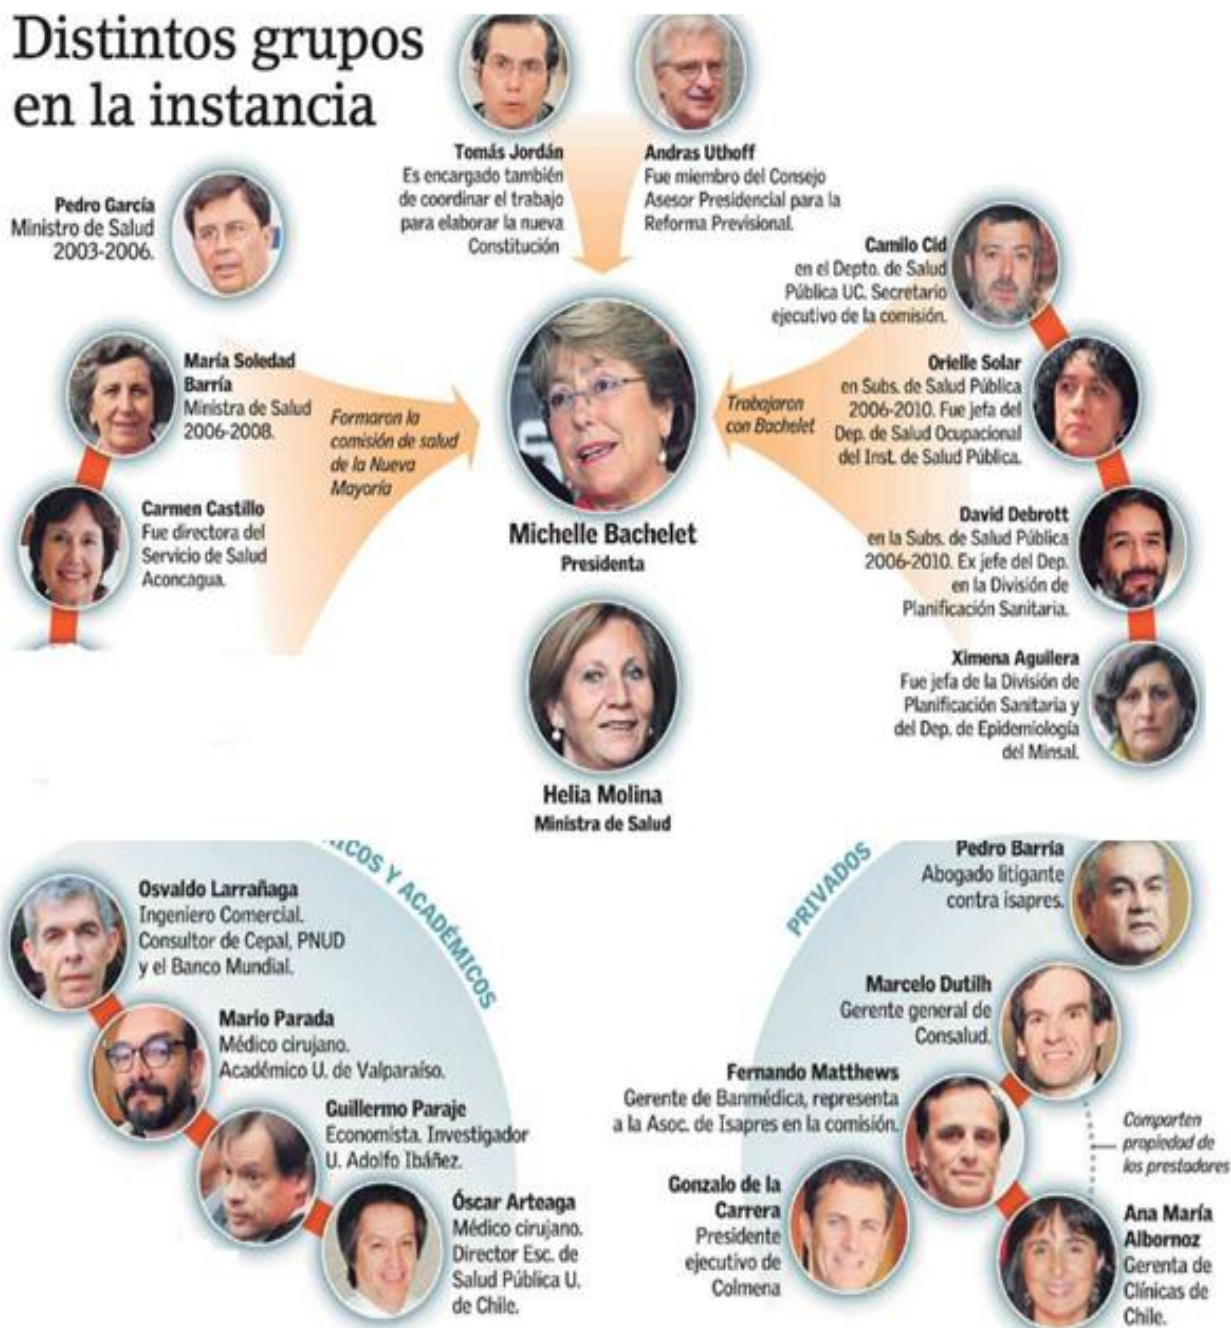 Distintos grupos
en la instancia
Tomás Jordán
Es encargado también
de coordinar el trabajo
para elaborar la nueva
Constitución
Andras Uthoff
Fue miembro del Consejo
Asesor Presidencial para la
Reforma Previsional.
Pedro García
Ministro de Salud
2003-2006.
María Soledad
Barría
Ministra de Salud
2006-2008.
Carmen Castillo
Fue directora del
Servicio de Salud
Aconcagua.
Formaron la
comisión de salud
de la Nueva
Mayoría
Michelle Bachelet
Presidenta
Helia Molina
Ministra de Salud
Trabajaron
con Bachelet
Camilo Cid
en el Depto. de Salud
Pública UC. Secretario
ejecutivo de la comisión.
Orielle Solar
en Subs. de Salud Pública
2006-2010. Fue jefa del
Dep. de Salud Ocupacional
del Inst. de Salud Pública.
David Debrott
en la Subs. de Salud Pública
2006-2010. Ex jefe del Dep.
en la División de
Planificación Sanitaria.
Ximena Aguilera
Fue jefa de la División de
Planificación Sanitaria y
del Dep. de Epidemiología
del Minsal.
Y ACADÉMICOS
Osvaldo Larrañaga
Ingeniero Comercial.
Consultor de Cepal, PNUD
y el Banco Mundial.
Mario Parada
Médico cirujano.
Académico U. de Valparaíso.
Guillermo Paraje
Economista. Investigador
U. Adolfo Ibáñez.
Óscar Arteaga
Médico cirujano.
Director Esc. de
Salud Pública U.
de Chile.
PRIVADOS
Pedro Barría
Abogado litigante
contra isapres.
Marcelo Dutilh
Gerente general de
Consalud.
Fernando Matthews
Gerente de Banmédica, representa
a la Asoc. de Isapres en la comisión.
Gonzalo de la
Carrera
Presidente
ejecutivo de
Colmena
Comparten
propiedad de
los prestadores
Ana María
Albornoz
Gerenta de
Clínicas de
Chile.